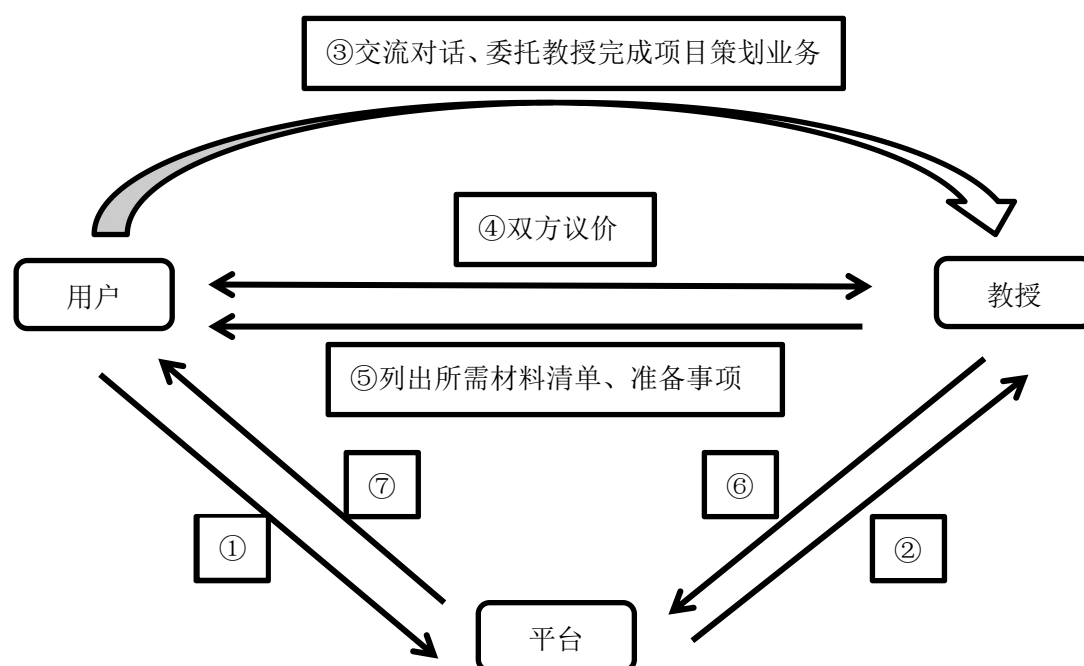 ③交流对话、委托教授完成项目策划业务
④双方议价
用户
教授
⑤列出所需材料清单、准备事项
⑦
⑥
①
②
平台